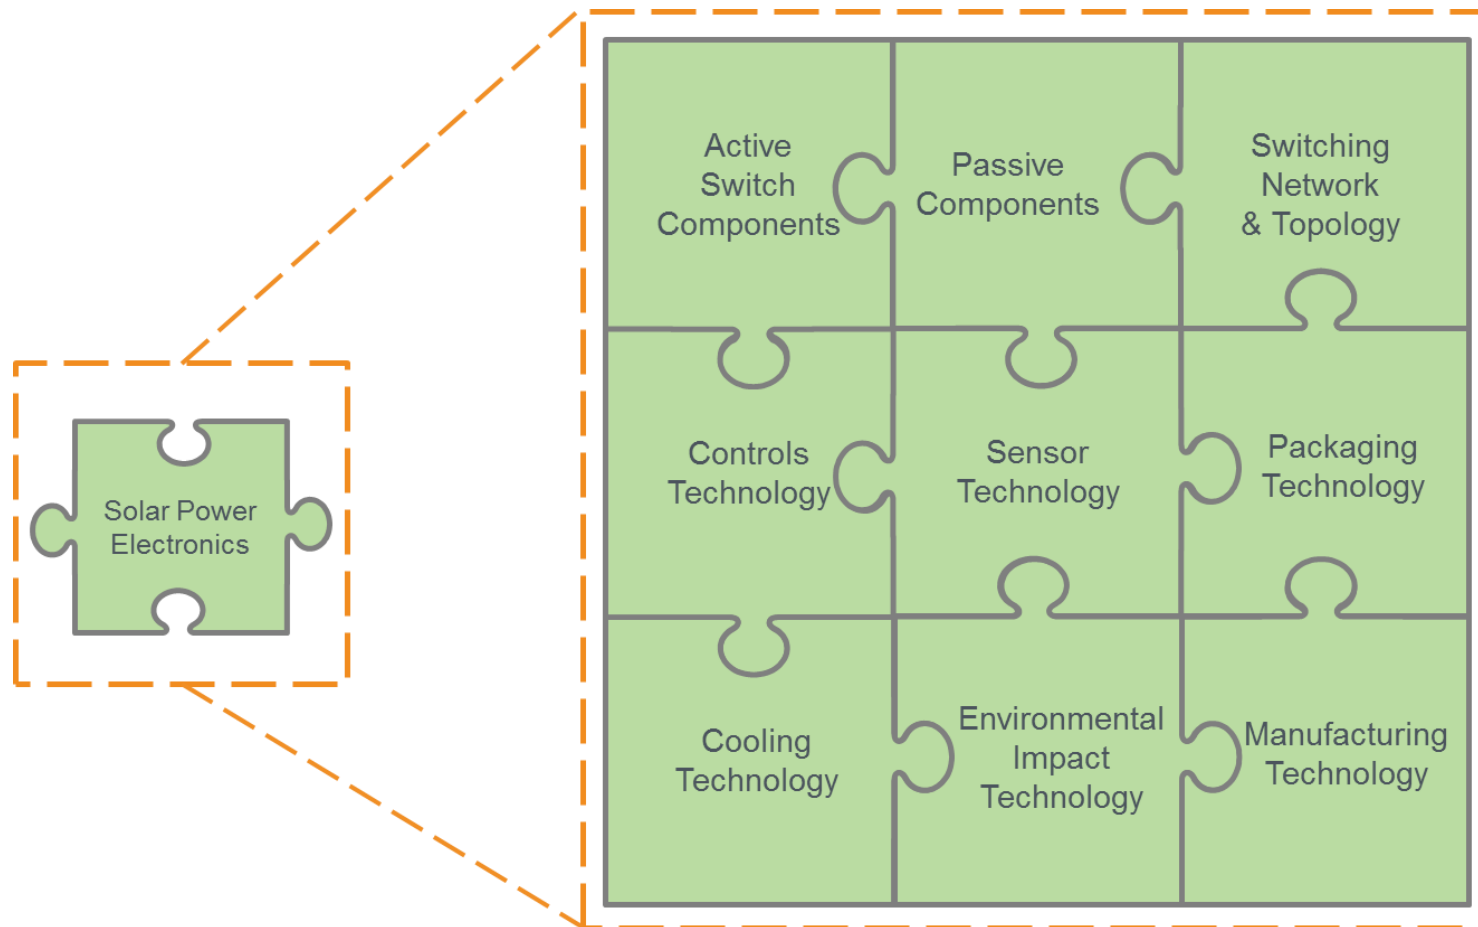 Solar Power
Electronics
Active
Switch
Components
Passive
Components
Switching
Network
& Topology
Controls
Technology
Sensor
Technology
Packaging
Technology
Cooling
Technology
Environmental
Impact
Technology
Manufacturing
Technology